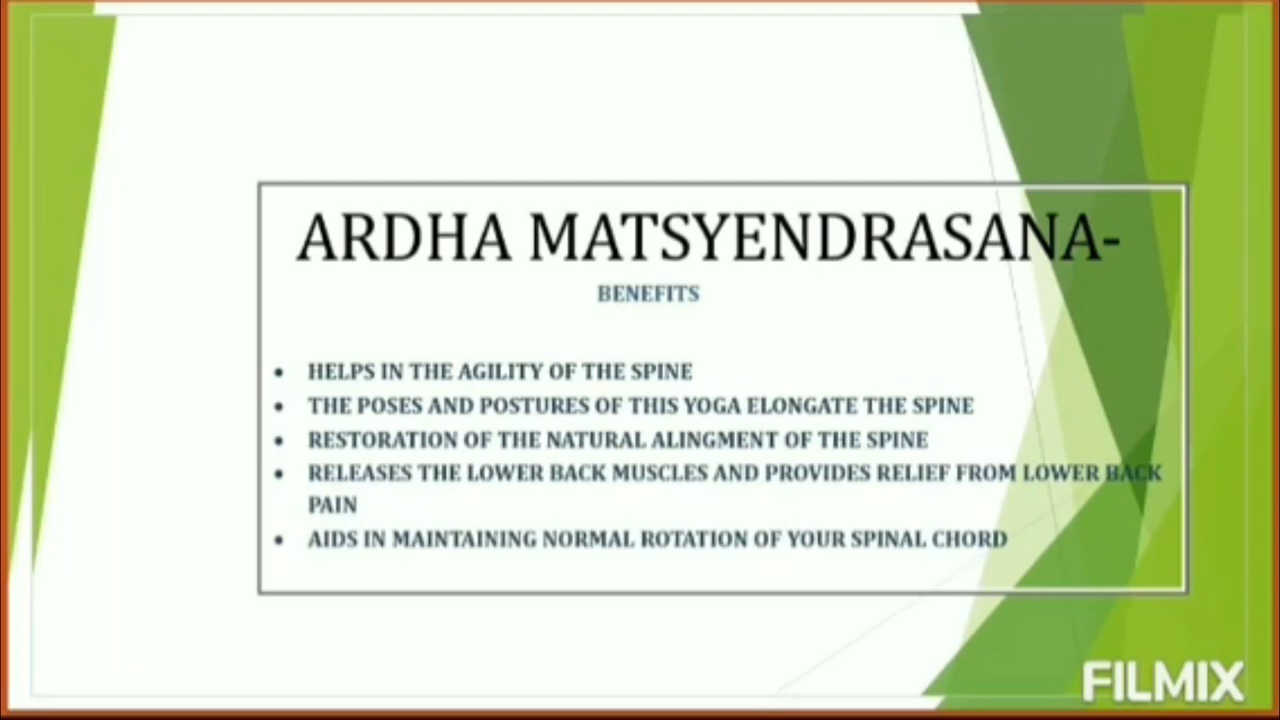 ARDHA MATSYENDRASANA-
BENEFITS
• HELPS IN THE AGILITY OF THE SPINE
• THE POSES AND POSTURES OF THIS YOGA ELONGATE THE SPINE
• RESTORATION OF THE NATURAL ALINGMENT OF THE SPINE
• RELEASES THE LOWER BACK MUSCLES AND PROVIDES RELIEF FROM LOWER BACK
PAIN
• AIDS IN MAINTAINING NORMAL ROTATION OF YOUR SPINAL CHORD
FILMIX